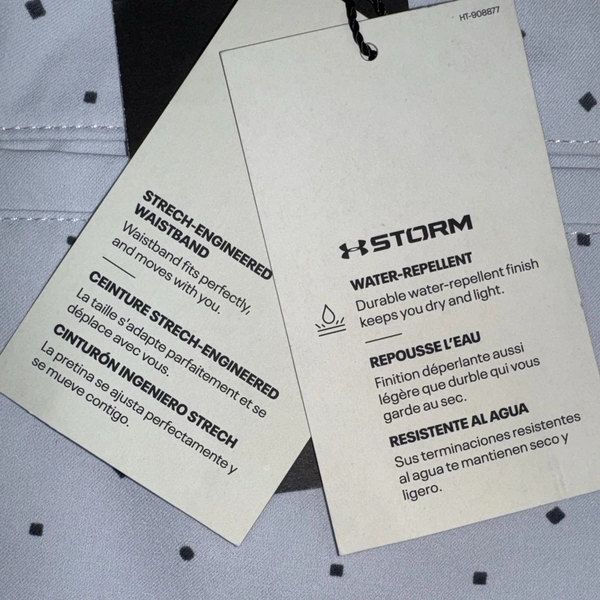 STRECH-ENGINEERED
WAISTBAND
Waistband fits perfectly,
and moves with you.
CEINTURE STRECH-ENGINEERED
La taille s'adapte parfaitement et se
déplace avec vous.
CINTURÓN INGENIERO STRECH
La pretina se ajusta perfectamente y
se mueve contigo.
HT-908877
STORM
WATER-REPELLENT
Durable water-repellent finish
keeps you dry and light.
REPOUSSE L'EAU
Finition déperlante aussi
légère que durble qui vous
garde au sec.
RESISTENTE AL AGUA
Sus terminaciones resistentes
al agua te mantienen seco y
ligero.